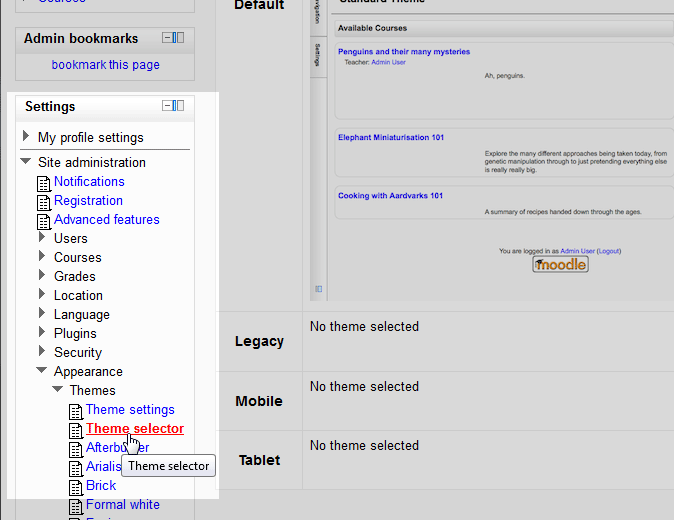 Courses
Admin bookmarks
bookmark this page
Settings
My profile settings
Site administration
Notifications
Registration
Advanced features
Users
Courses
Grades
Location
Language
Plugins
Security
Appearance
Themes
Theme settings
Theme selector
Theme selector
Brick
Formal white
Default
Navigation
Settings
Standard Theme
Available Courses
Penguins and their many mysteries
Teacher: Admin User
Ah, penguins.
Elephant Miniaturisation 101
Explore the many different approaches being taken today, from
genetic manipulation through to just pretending everything else
is really really big.
Cooking with Aardvarks 101
A summary of recipes handed down through the ages.
You are logged in as Admin User (Logout)
moodle
Legacy
No theme selected
Mobile
No theme selected
Tablet
No theme selected